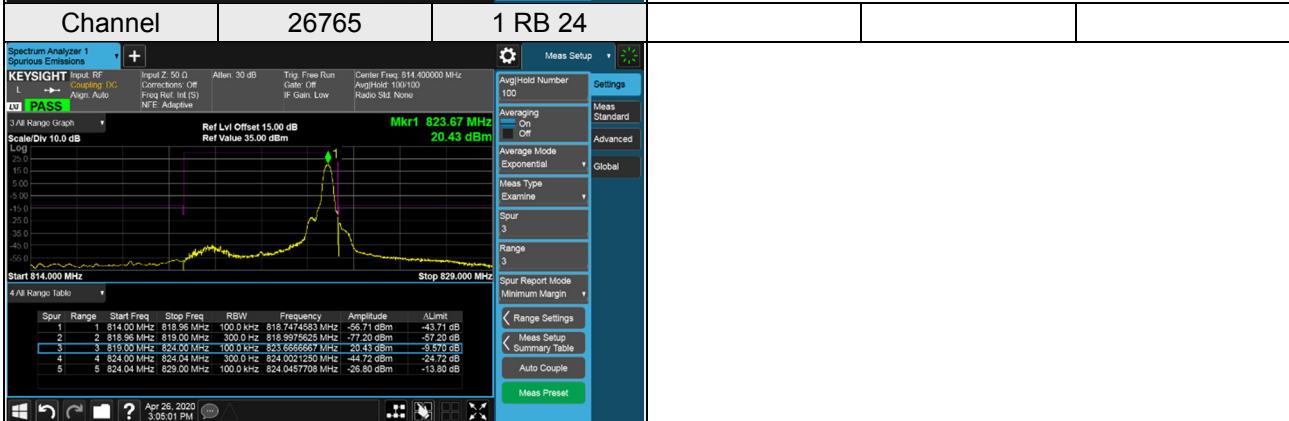 Channel 26765 1 RB 24
Spectrum Analyzer 1
Spurious Emissions
Meas Setup
KEYSIGHT Input: RF Input Z: 50 Ω Atten: 30 dB Trig: Free Run Center Freq: 814.400000 MHz
L Coupling: DC Corrections: Off Gate: Off Avg|Hold: 100/100
Align: Auto Freq Ref: Int (S) IF Gain: Low Radio Std: None
LXI PASS NFE: Adaptive
3 All Range Graph
Scale/Div 10.0 dB Ref Lvl Offset 15.00 dB Mkr1 823.67 MHz
Ref Value 35.00 dBm 20.43 dBm
Log
1
25.0
15.0
5.00
-5.00
-15.0
-25.0
-35.0
-45.0
-55.0
Start 814.000 MHz Stop 829.000 MHz
4 All Range Table
Spur Range Start Freq Stop Freq RBW Frequency Amplitude ΔLimit
1 1 814.00 MHz 818.96 MHz 100.0 kHz 818.7474583 MHz -56.71 dBm -43.71 dB
2 2 818.96 MHz 819.00 MHz 300.0 Hz 818.9975625 MHz -77.20 dBm -57.20 dB
3 3 819.00 MHz 824.00 MHz 100.0 kHz 823.6666667 MHz 20.43 dBm -9.570 dB
4 4 824.00 MHz 824.04 MHz 300.0 Hz 824.0021250 MHz -44.72 dBm -24.72 dB
5 5 824.04 MHz 829.00 MHz 100.0 kHz 824.0457708 MHz -26.80 dBm -13.80 dB
Avg|Hold Number
100
Averaging
On
Off
Average Mode
Exponential
Meas Type
Examine
Spur
3
Range
3
Spur Report Mode
Minimum Margin
Range Settings
Meas Setup
Summary Table
Auto Couple
Meas Preset
Settings
Meas
Standard
Advanced
Global
? Apr 26, 2020
3:05:01 PM